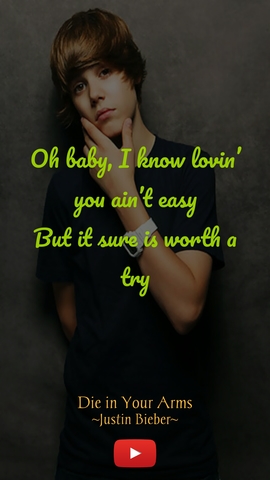 Oh baby, I know lovin'
you ain't easy
But it sure is worth a
try
Die in Your Arms
~Justin Bieber~